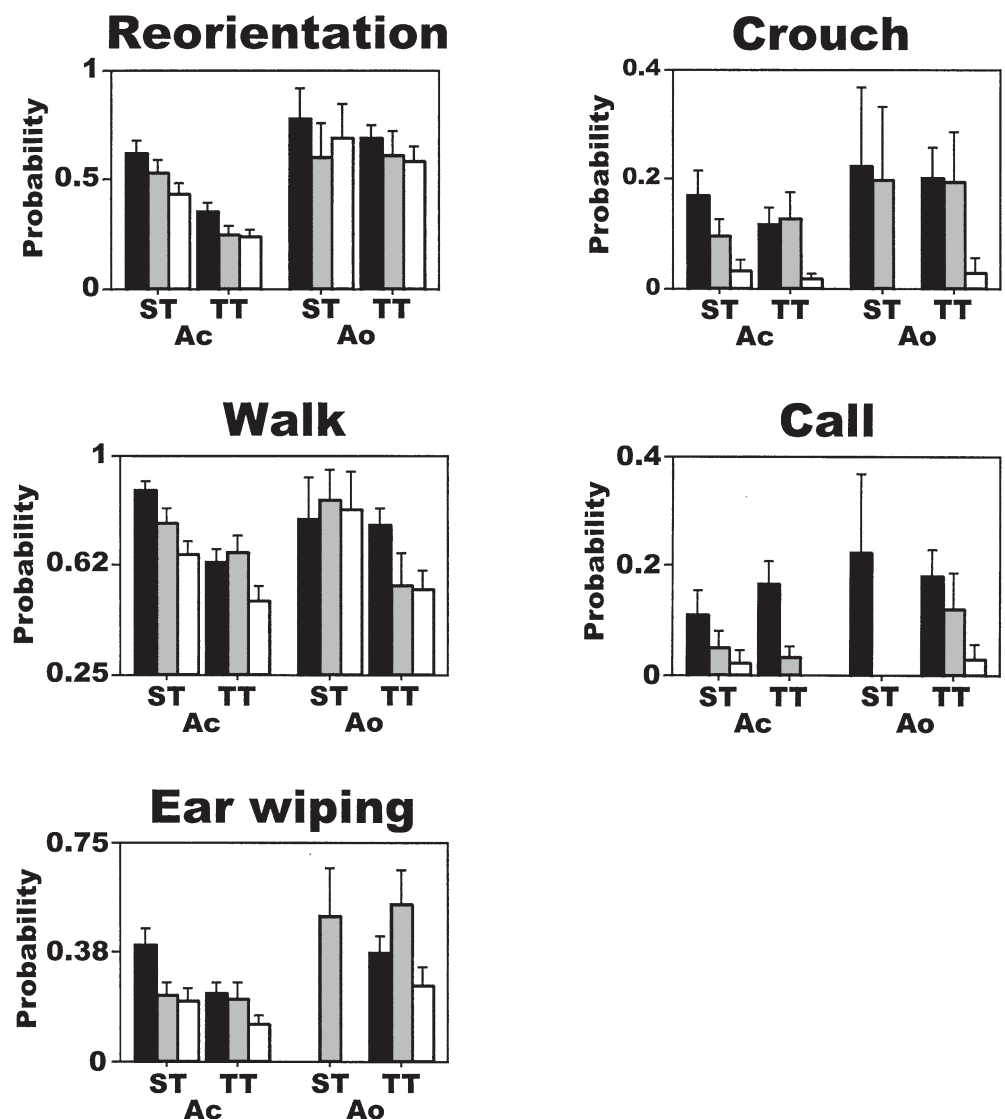 Reorientation
Probability
1
0.5
0
ST TT ST TT
Ac Ao
Crouch
Probability
0.4
0.2
0
ST TT ST TT
Ac Ao
Walk
Probability
1
0.62
0.25
ST TT ST TT
Ac Ao
Call
Probability
0.4
0.2
0
ST TT ST TT
Ac Ao
Ear wiping
Probability
0.75
0.38
0
ST TT ST TT
Ac Ao